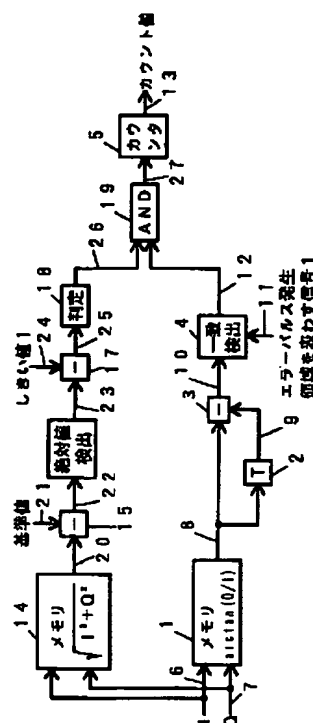 14
メモリ
√I²+Q²
20
基準値
21
−
15
22
絶対値
検出
23
しきい値1
24
−
17
25
18
判定
26
19
AND
27
5
カウ
ンタ
カウント値
13
6
7
1
メモリ
arctan(Q/I)
8
T
2
9
3
−
10
4
一致
検出
12
11
エラーパルス発生
領域を表わす信号1